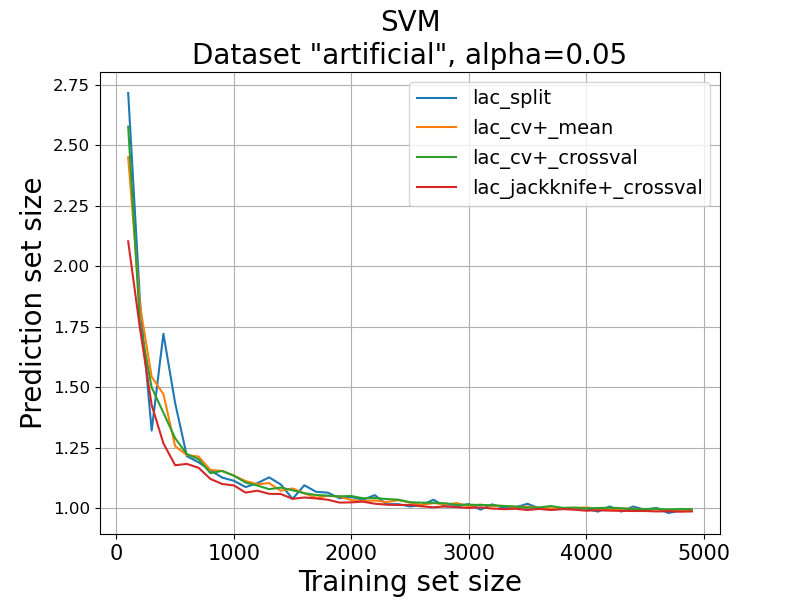 SVM
Dataset "artificial", alpha=0.05
lac_split
lac_cv+_mean
lac_cv+_crossval
lac_jackknife+_crossval
Prediction set size
2.75
2.50
2.25
2.00
1.75
1.50
1.25
1.00
0 1000 2000 3000 4000 5000
Training set size